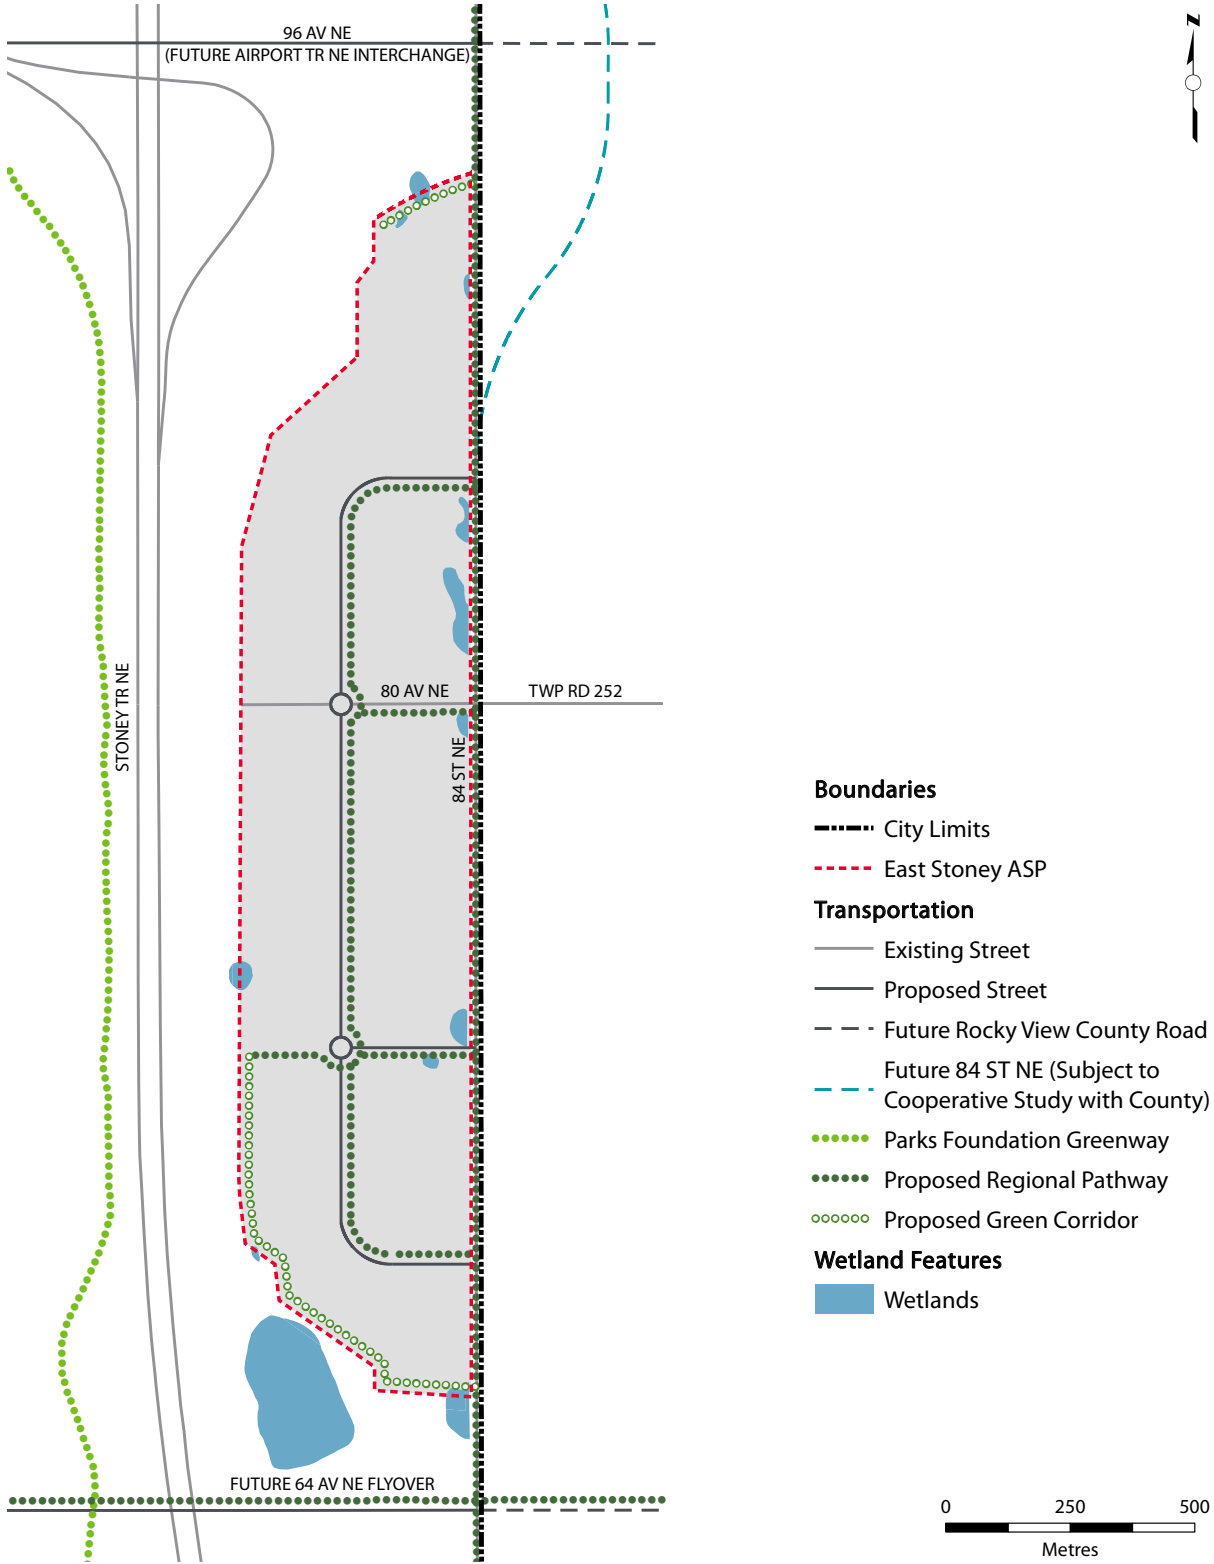 96 AV NE
(FUTURE AIRPORT TR NE INTERCHANGE)
N
STONEY TR NE
80 AV NE
TWP RD 252
84 ST NE
Boundaries
City Limits
East Stoney ASP
Transportation
Existing Street
Proposed Street
Future Rocky View County Road
Future 84 ST NE (Subject to
Cooperative Study with County)
Parks Foundation Greenway
Proposed Regional Pathway
Proposed Green Corridor
Wetland Features
Wetlands
FUTURE 64 AV NE FLYOVER
0 250 500
Metres